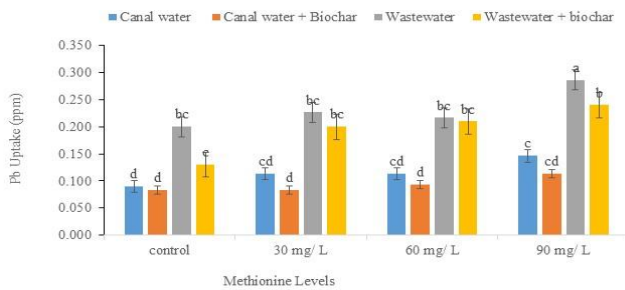 Canal water Canal water + Biochar Wastewater Wastewater + biochar
0.350
0.300
0.250
0.200
0.150
0.100
0.050
0.000
Pb Uptake (ppm)
d d bc e
cd d bc bc
cd d bc bc
c cd a b
control 30 mg/ L 60 mg/ L 90 mg/ L
Methionine Levels